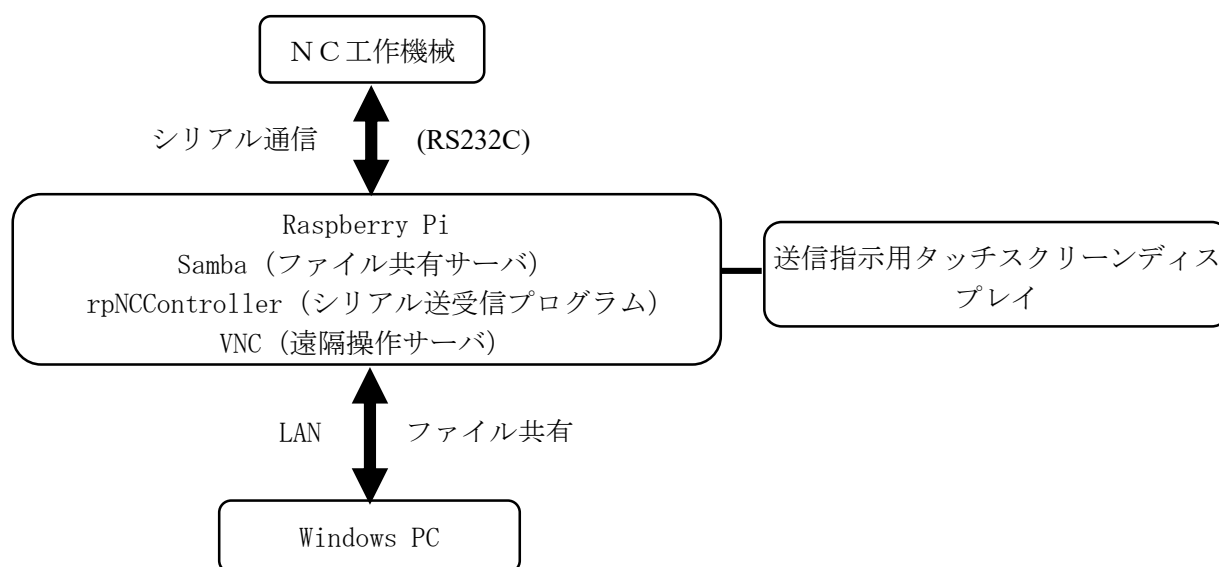 ＮＣ工作機械
シリアル通信 (RS232C)
Raspberry Pi
Samba（ファイル共有サーバ）
rpNCController（シリアル送受信プログラム）
VNC（遠隔操作サーバ）
送信指示用タッチスクリーンディス
プレイ
LAN ファイル共有
Windows PC